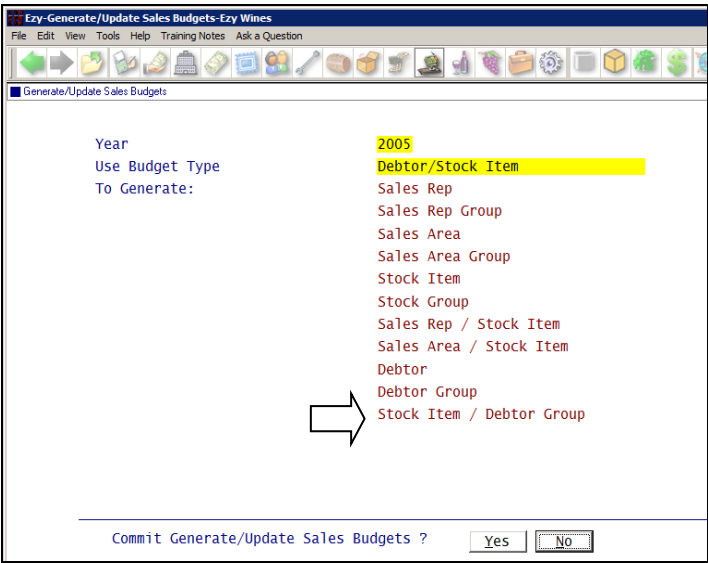 Ezy-Generate/Update Sales Budgets-Ezy Wines
File Edit View Tools Help Training Notes Ask a Question
Generate/Update Sales Budgets
Year 2005
Use Budget Type Debtor/Stock Item
To Generate: Sales Rep
Sales Rep Group
Sales Area
Sales Area Group
Stock Item
Stock Group
Sales Rep / Stock Item
Sales Area / Stock Item
Debtor
Debtor Group
Stock Item / Debtor Group
Commit Generate/Update Sales Budgets ? Yes No